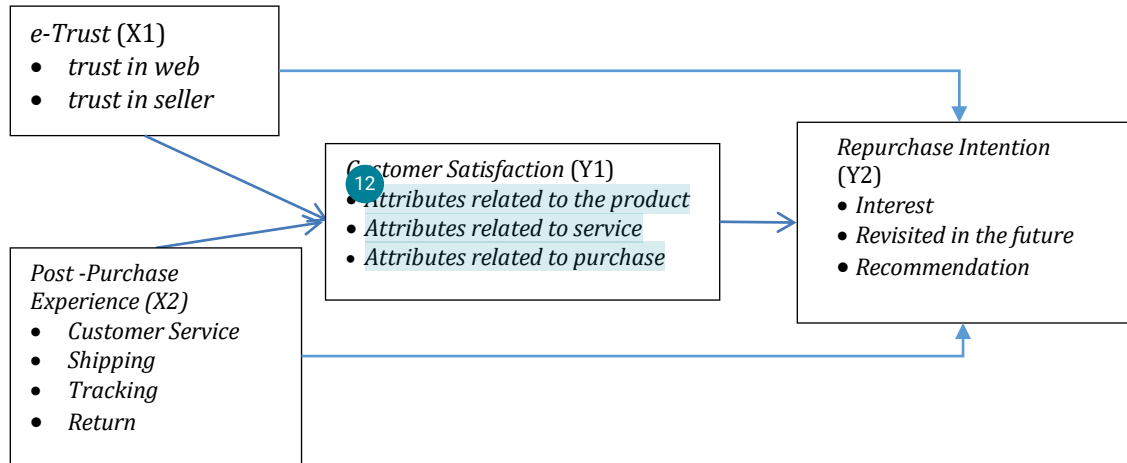 e-Trust (X1)
• trust in web
• trust in seller
Customer Satisfaction (Y1)
12
• Attributes related to the product
• Attributes related to service
• Attributes related to purchase
Repurchase Intention
(Y2)
• Interest
• Revisited in the future
• Recommendation
Post -Purchase
Experience (X2)
• Customer Service
• Shipping
• Tracking
• Return